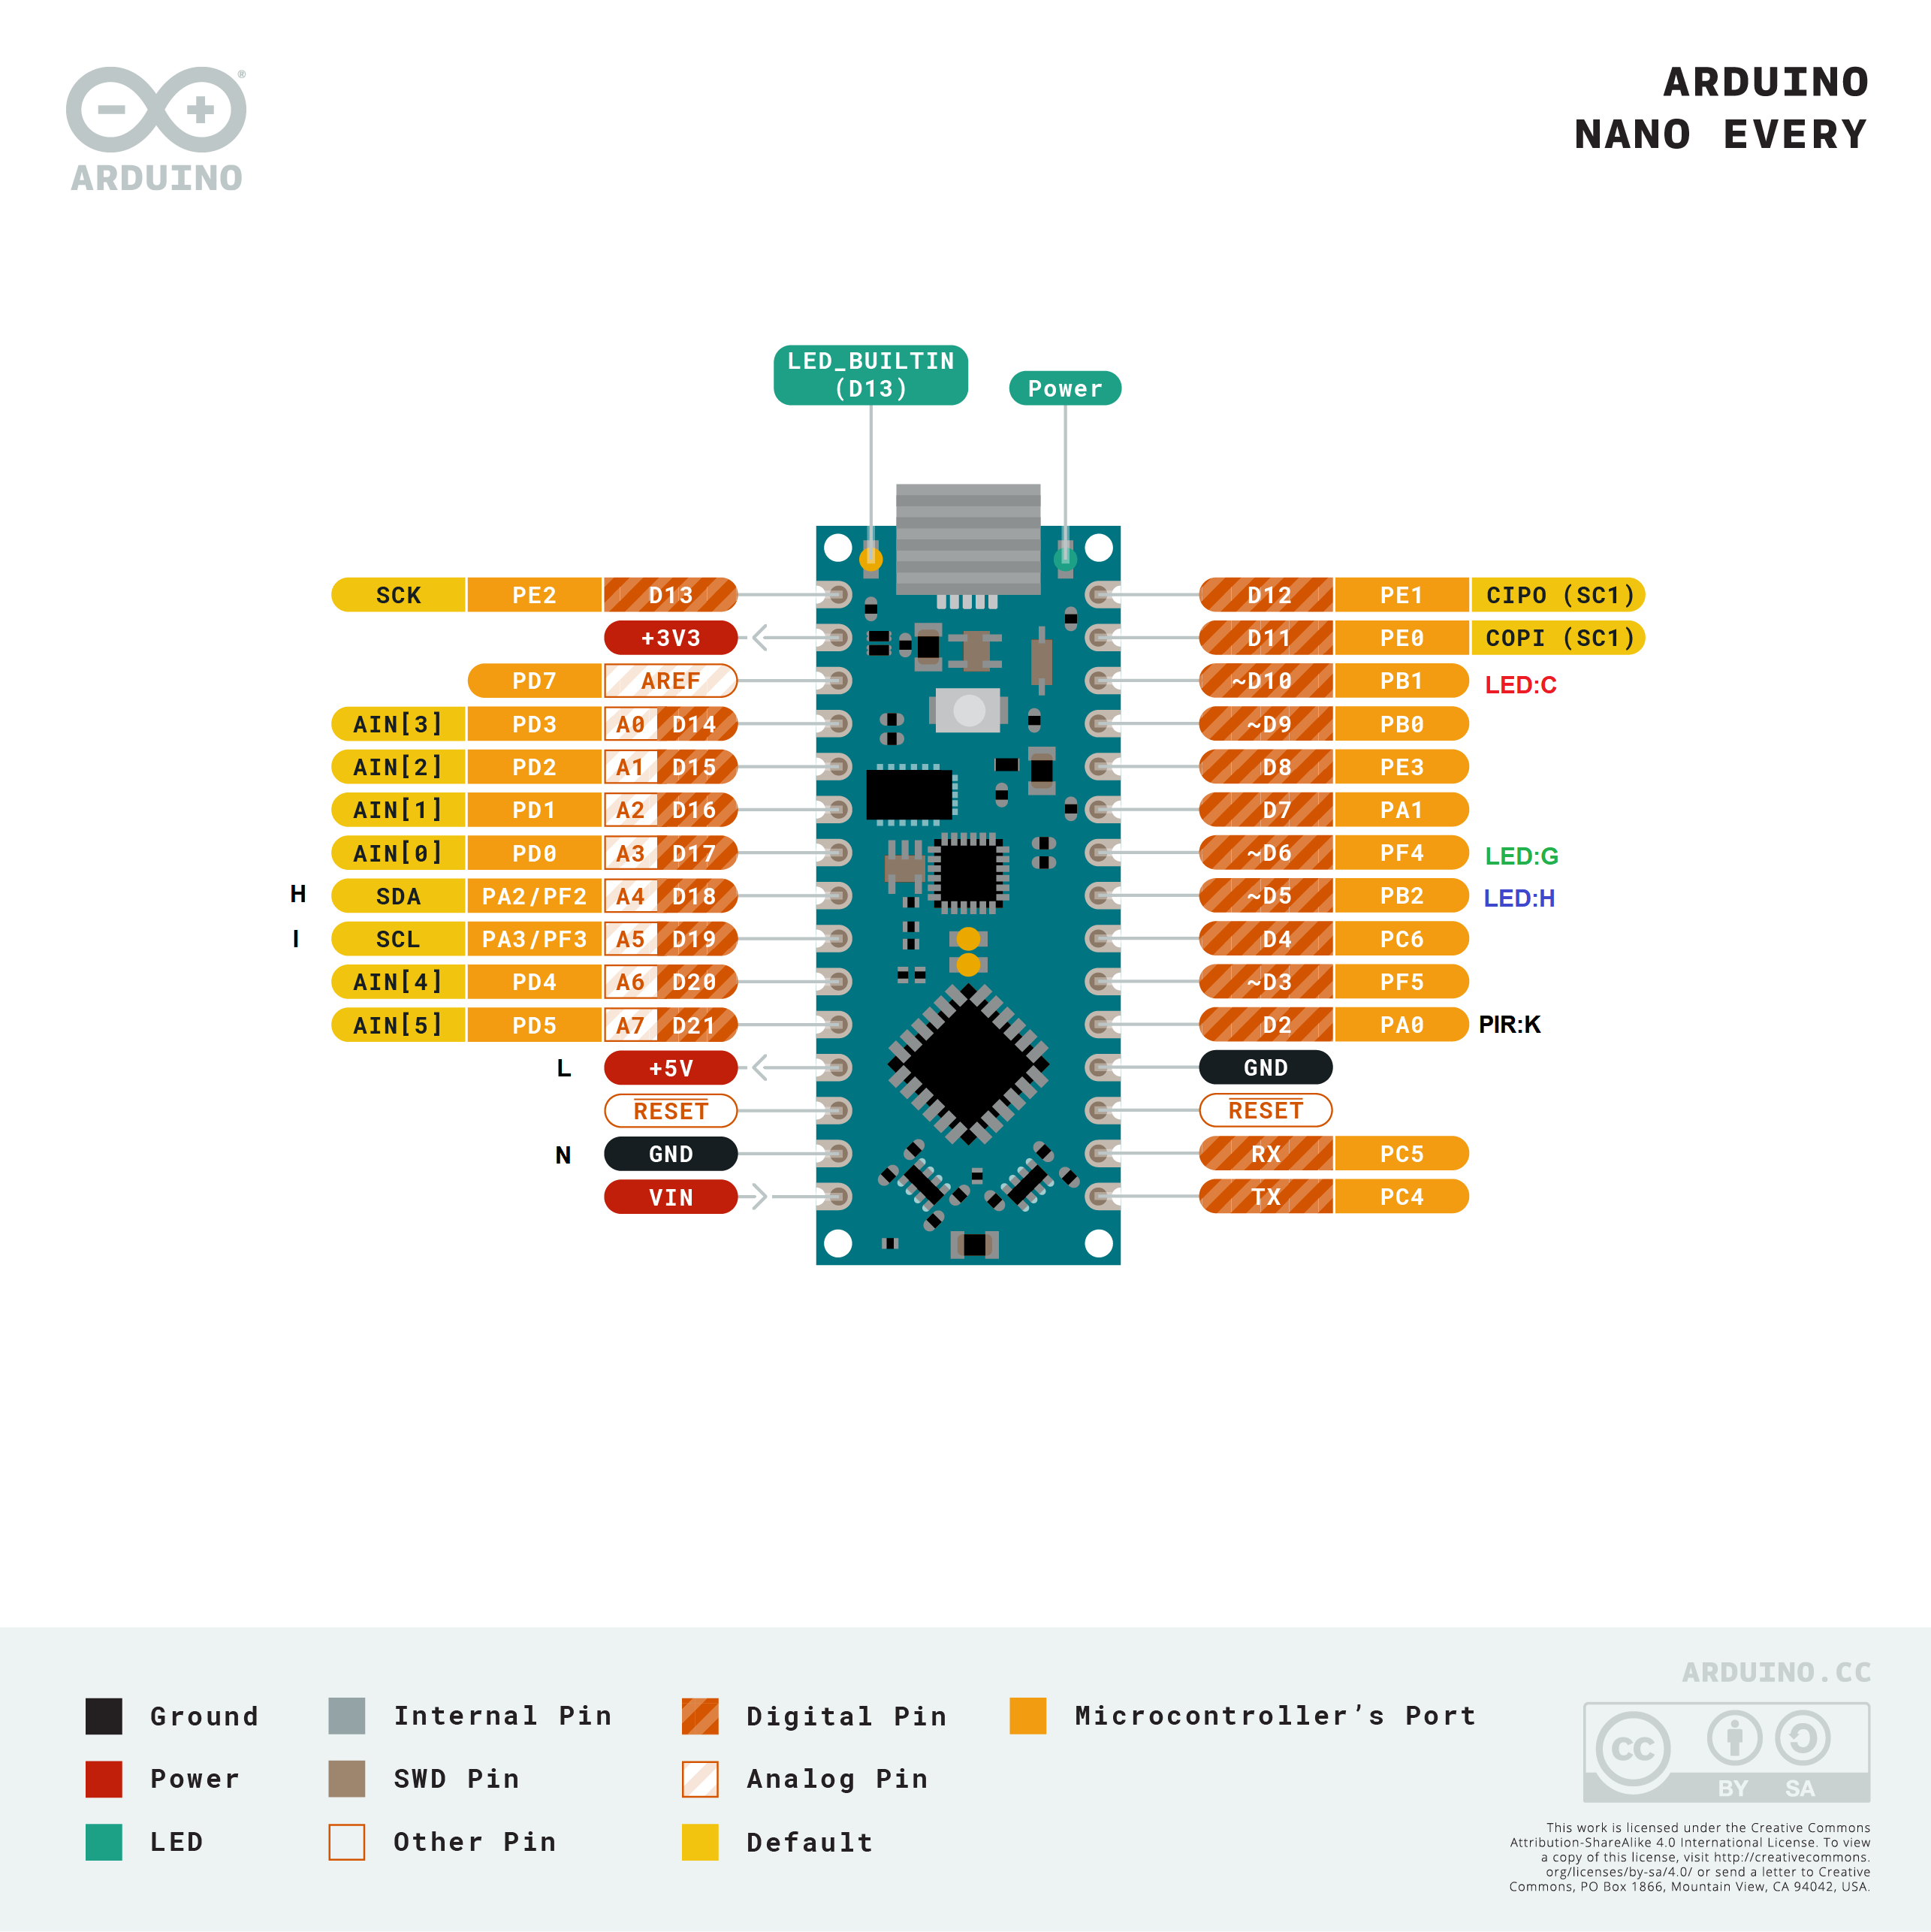 ARDUINO
NANO EVERY
®
ARDUINO
LED_BUILTIN
(D13)
Power
SCK PE2 D13
+3V3
PD7 AREF
AIN[3] PD3 A0 D14
AIN[2] PD2 A1 D15
AIN[1] PD1 A2 D16
AIN[0] PD0 A3 D17
H SDA PA2/PF2 A4 D18
I SCL PA3/PF3 A5 D19
AIN[4] PD4 A6 D20
AIN[5] PD5 A7 D21
L +5V
RESET
N GND
VIN
D12 PE1 CIPO (SC1)
D11 PE0 COPI (SC1)
~D10 PB1 LED:C
~D9 PB0
D8 PE3
D7 PA1
~D6 PF4 LED:G
~D5 PB2 LED:H
D4 PC6
~D3 PF5
D2 PA0 PIR:K
GND
RESET
RX PC5
TX PC4
Ground
Power
LED
Internal Pin
SWD Pin
Other Pin
Digital Pin
Analog Pin
Default
Microcontroller’s Port
ARDUINO.CC
CC
BY SA
This work is licensed under the Creative Commons
Attribution-ShareAlike 4.0 International License. To view
a copy of this license, visit http://creativecommons.
org/licenses/by-sa/4.0/ or send a letter to Creative
Commons, PO Box 1866, Mountain View, CA 94042, USA.